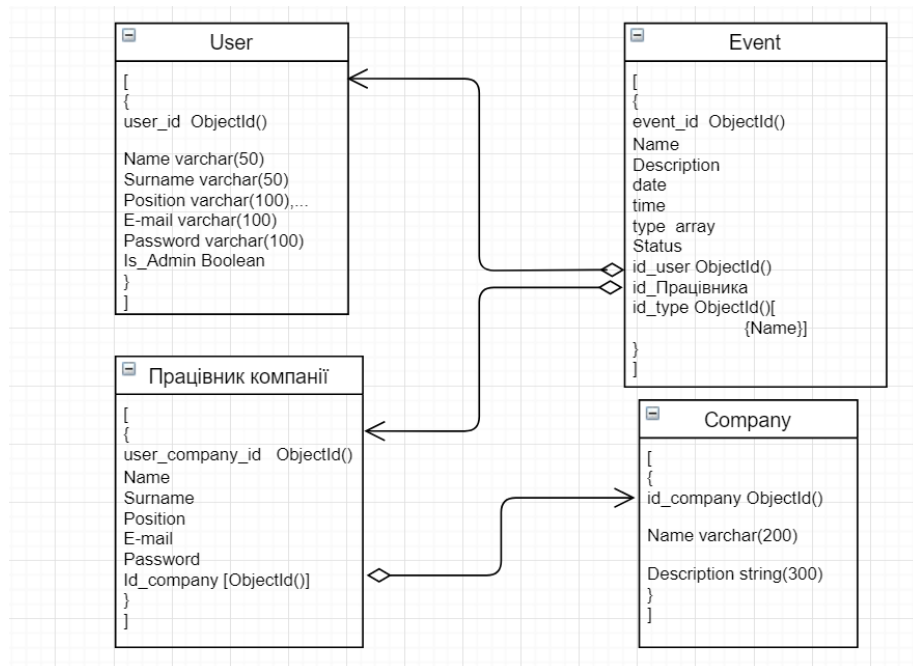 User
[
{
user_id ObjectId()
Name varchar(50)
Surname varchar(50)
Position varchar(100),...
E-mail varchar(100)
Password varchar(100)
Is_Admin Boolean
}
]
Event
[
{
event_id ObjectId()
Name
Description
date
time
type array
Status
id_user ObjectId()
id_Працівника
id_type ObjectId()[
{Name}]
}
]
Працівник компанії
[
{
user_company_id ObjectId()
Name
Surname
Position
E-mail
Password
Id_company [ObjectId()]
}
]
Company
[
{
id_company ObjectId()
Name varchar(200)
Description string(300)
}
]